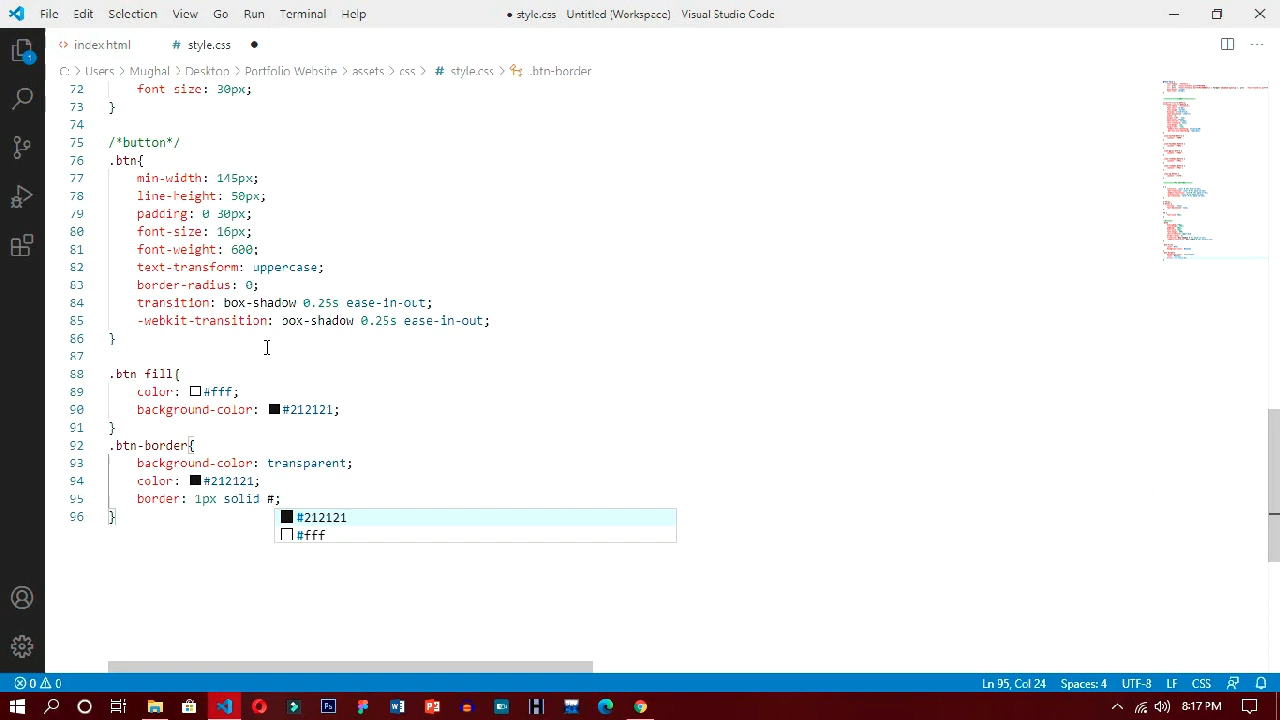 File Edit Selection View Go Run Terminal Help ● style.css - Untitled (Workspace) - Visual Studio Code
<> index.html # style.css ●
C: > Users > Mughal > Desktop > Portfolio Website > assets > css > # style.css > .btn-border
72 font-size: 30px;
73 }
74
75 /*button*/
76 .btn{
77 min-width: 45px;
78 line-height: 50px;
79 padding: 0 30px;
80 font-size: 16px;
81 font-weight: 600;
82 text-transform: uppercase;
83 border-radius: 0;
84 transition: box-shadow 0.25s ease-in-out;
85 -webkit-transition: box-shadow 0.25s ease-in-out;
86 }
87
88 .btn-fill{
89 color: #fff;
90 background-color: #212121;
91 }
92 .btn-border{
93 background-color: transparent;
94 color: #212121;
95 border: 1px solid #;
96 }
#212121
#fff
1
0 0
Ln 95, Col 24 Spaces: 4 UTF-8 LF CSS
8:17 PM